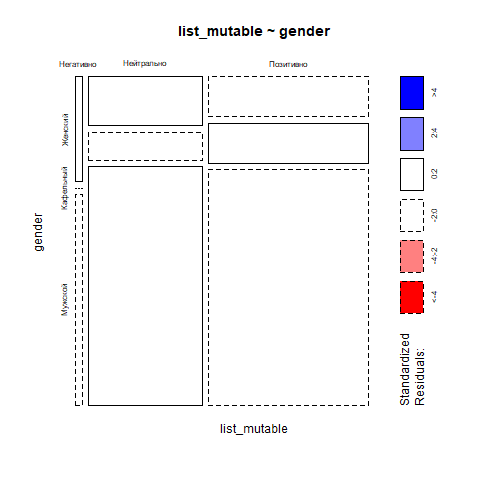 list_mutable ~ gender
Негативно
Нейтрально
Позитивно
Женский
Кафельный
Мужской
gender
list_mutable
>4
2:4
0:2
-2:0
-4:-2
<-4
Standardized
Residuals: